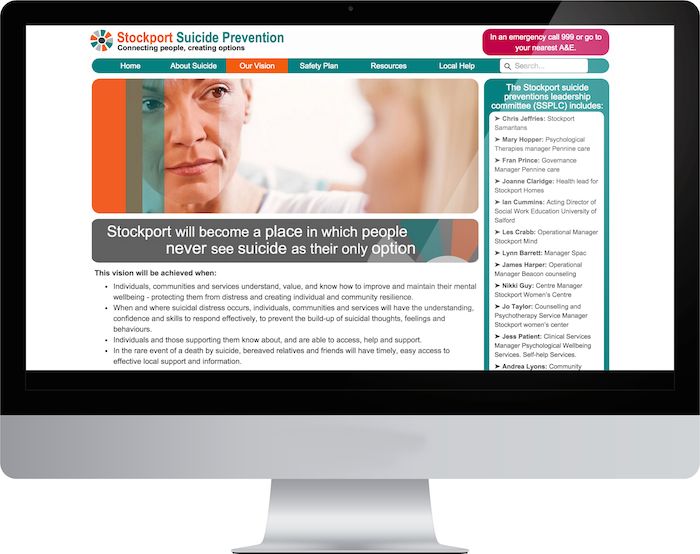 Stockport Suicide Prevention
Connecting people, creating options
In an emergency call 999 or go to
your nearest A&E.
Home
About Suicide
Our Vision
Safety Plan
Resources
Local Help
Search...
Stockport will become a place in which people
never see suicide as their only option
This vision will be achieved when:
• Individuals, communities and services understand, value, and know how to improve and maintain their mental
wellbeing - protecting them from distress and creating individual and community resilience.
• When and where suicidal distress occurs, individuals, communities and services will have the understanding,
confidence and skills to respond effectively, to prevent the build-up of suicidal thoughts, feelings and
behaviours.
• Individuals and those supporting them know about, and are able to access, help and support.
• In the rare event of a death by suicide, bereaved relatives and friends will have timely, easy access to
effective local support and information.
The Stockport suicide
preventions leadership
committee (SSPLC) includes:
➤ Chris Jeffries: Stockport
Samaritans
➤ Mary Hopper: Psychological
Therapies manager Pennine care
➤ Fran Prince: Governance
Manager Pennine care
➤ Joanne Claridge: Health lead for
Stockport Homes
➤ Ian Cummins: Acting Director of
Social Work Education University of
Salford
➤ Les Crabb: Operational Manager
Stockport Mind
➤ Lynn Barrett: Manager Spac
➤ James Harper: Operational
Manager Beacon counseling
➤ Nikki Guy: Centre Manager
Stockport Women's Centre
➤ Jo Taylor: Counselling and
Psychotherapy Service Manager
Stockport women's center
➤ Jess Patient: Clinical Services
Manager Psychological Wellbeing
Services. Self-help Services.
➤ Andrea Lyons: Community